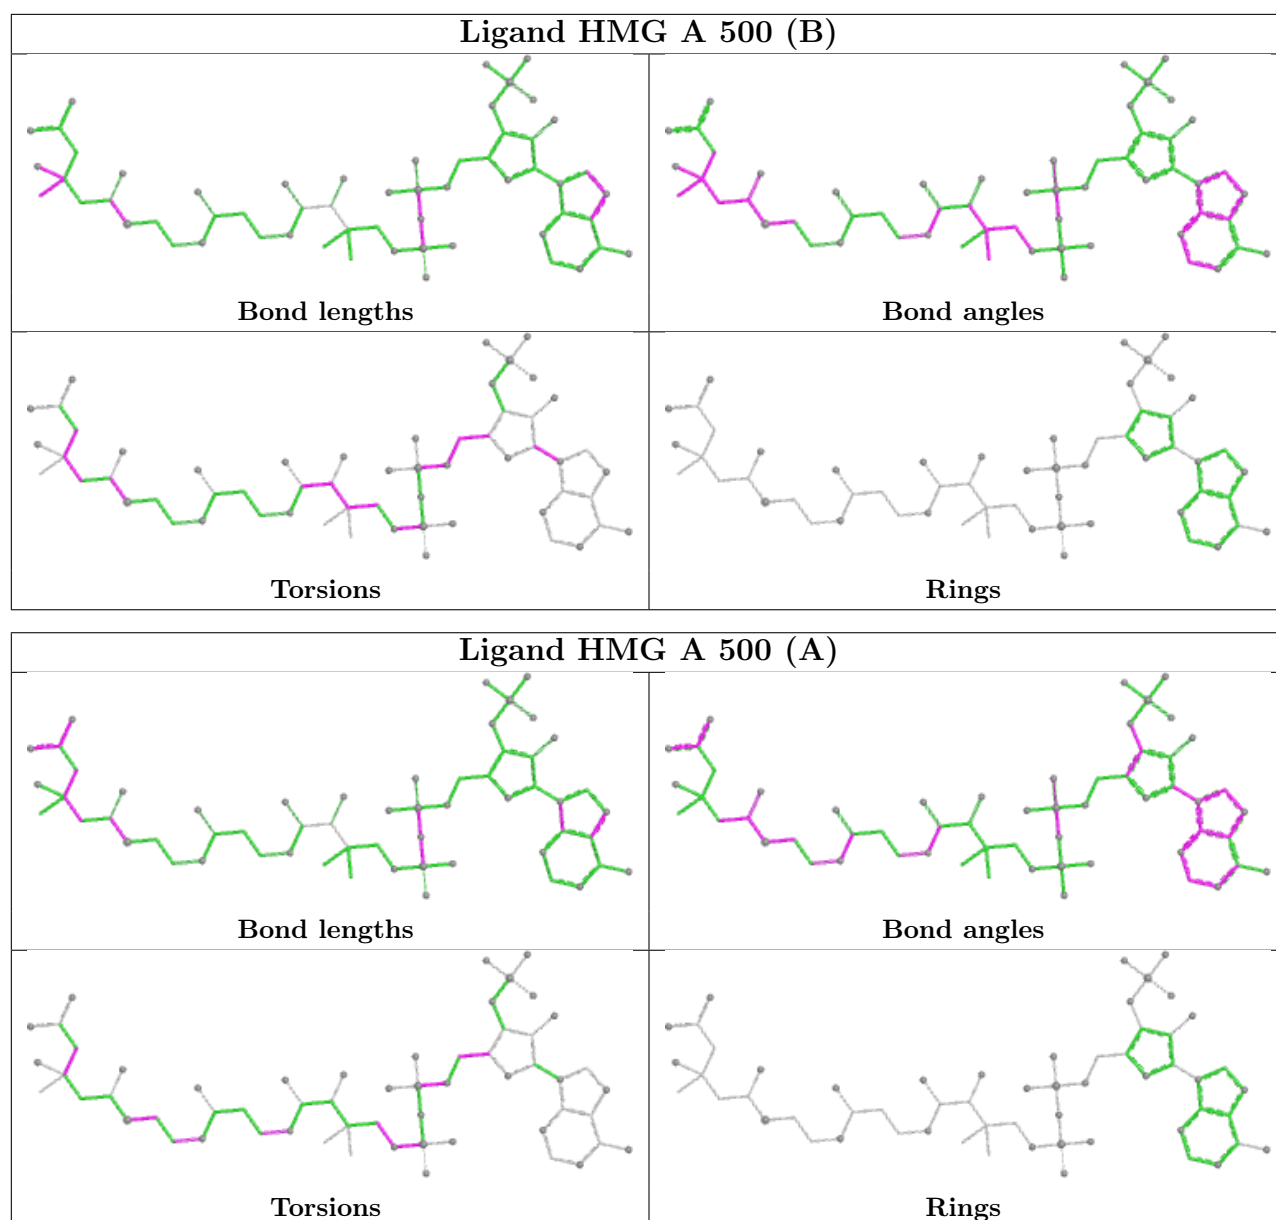 Ligand HMG A 500 (B)
Bond lengths
Bond angles
Torsions
Rings
Ligand HMG A 500 (A)
Bond lengths
Bond angles
Torsions
Rings